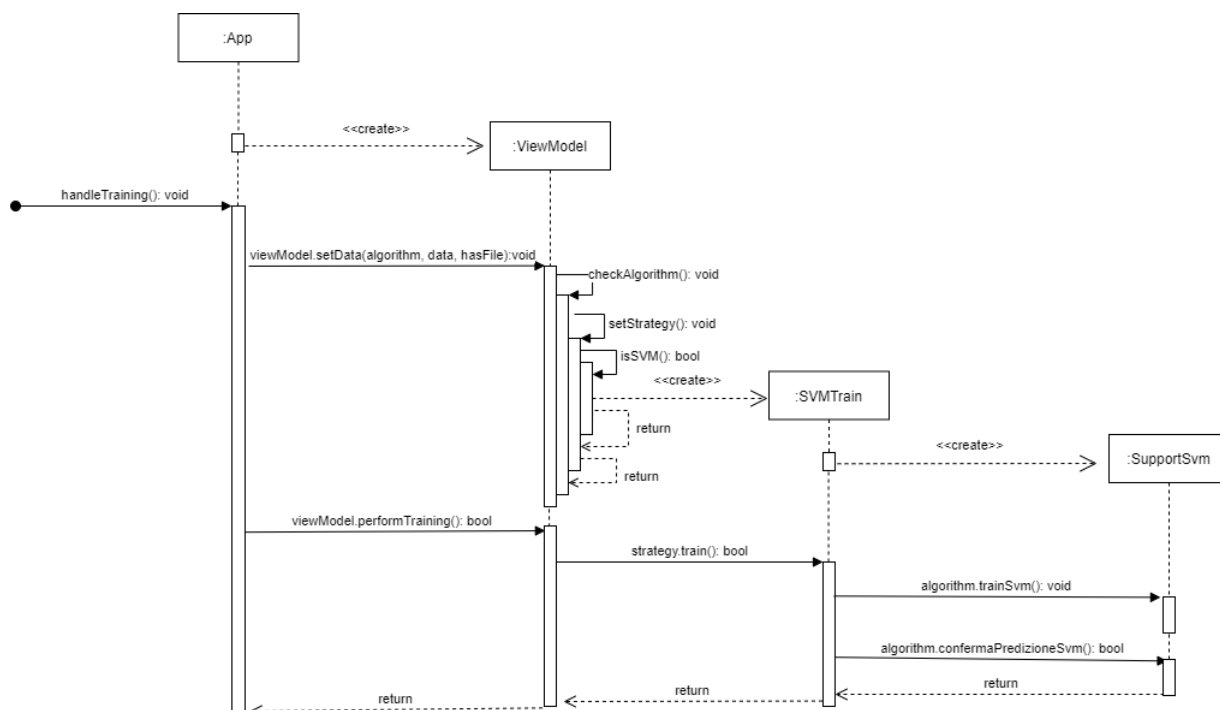 :App
<<create>>
:ViewModel
handleTraining(): void
viewModel.setData(algorithm, data, hasFile):void
checkAlgorithm(): void
setStrategy(): void
isSVM(): bool
<<create>>
:SVMTrain
return
<<create>>
:SupportSvm
return
viewModel.performTraining(): bool
strategy.train(): bool
algorithm.trainSvm(): void
algorithm.confermaPredizioneSvm(): bool
return
return
return